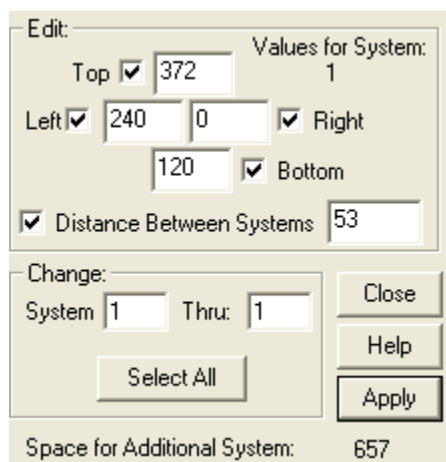 Edit:
Values for System:
Top 372 1
Left 240 0 Right
120 Bottom
Distance Between Systems 53
Change:
System 1 Thru: 1
Select All
Close
Help
Apply
Space for Additional System: 657